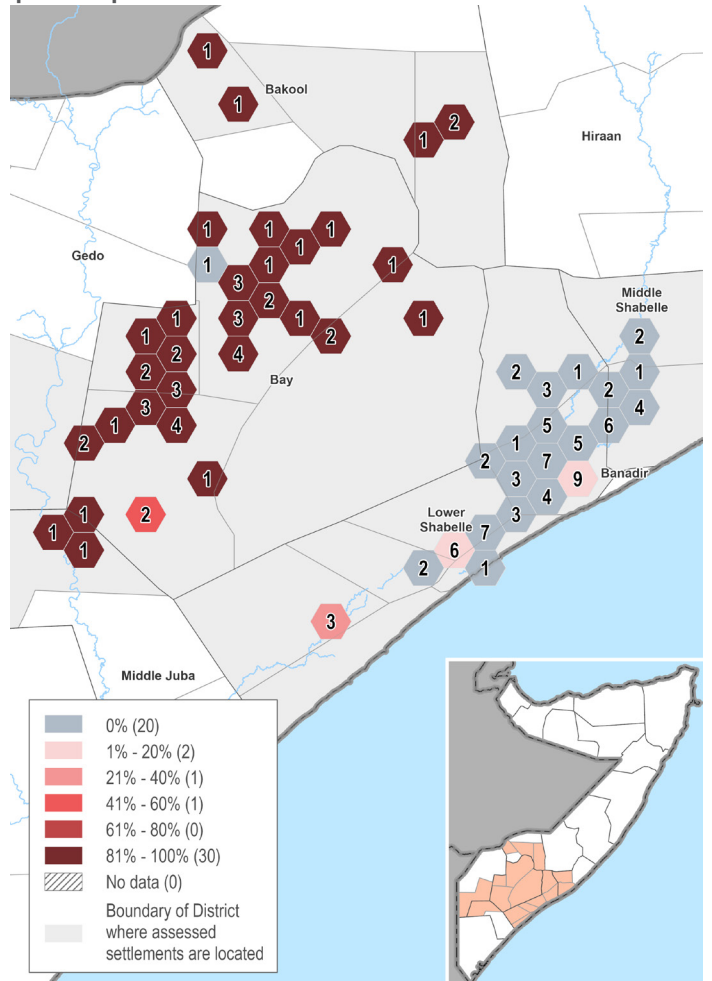 1
1
Bakool
2
1
Hiraan
1
1
1
1
Gedo
1
1
1
3
2
Middle
Shabelle
1
3
1
1
2
1
2
2
4
Bay
2
2
1
1
3
3
2
3
4
1
4
5
6
2
1
5
2
7
1
3
9
Banadir
4
1
2
3
Lower
Shabelle
1
7
6
1
2
1
3
Middle Juba
0% (20)
1% - 20% (2)
21% - 40% (1)
41% - 60% (1)
61% - 80% (0)
81% - 100% (30)
No data (0)
Boundary of District
where assessed
settlements are located